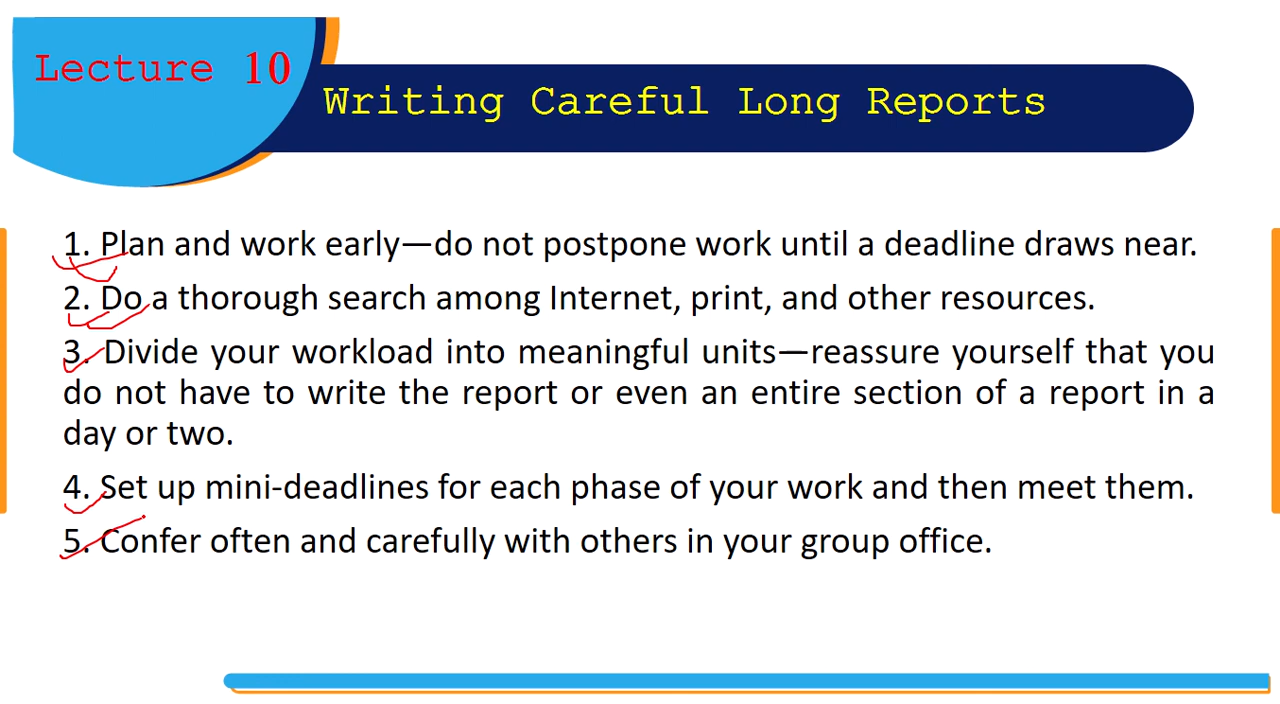 Lecture 10
Writing Careful Long Reports
1. Plan and work early—do not postpone work until a deadline draws near.
2. Do a thorough search among Internet, print, and other resources.
3. Divide your workload into meaningful units—reassure yourself that you
do not have to write the report or even an entire section of a report in a
day or two.
4. Set up mini-deadlines for each phase of your work and then meet them.
5. Confer often and carefully with others in your group office.